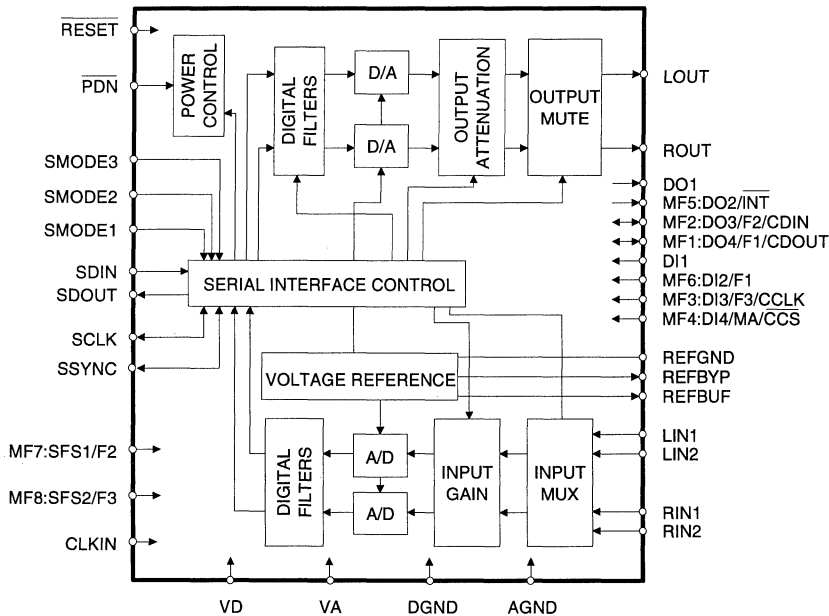 RESET
PDN
SMODE3
SMODE2
SMODE1
SDIN
SDOUT
SCLK
SSYNC
MF7:SFS1/F2
MF8:SFS2/F3
CLKIN
POWER
CONTROL
DIGITAL
FILTERS
D/A
D/A
OUTPUT
ATTENUATION
OUTPUT
MUTE
SERIAL INTERFACE CONTROL
VOLTAGE REFERENCE
DIGITAL
FILTERS
A/D
A/D
INPUT
GAIN
INPUT
MUX
LOUT
ROUT
DO1
MF5:DO2/INT
MF2:DO3/F2/CDIN
MF1:DO4/F1/CDOUT
DI1
MF6:DI2/F1
MF3:DI3/F3/CCLK
MF4:DI4/MA/CCS
REFGND
REFBYP
REFBUF
LIN1
LIN2
RIN1
RIN2
VD
VA
DGND
AGND